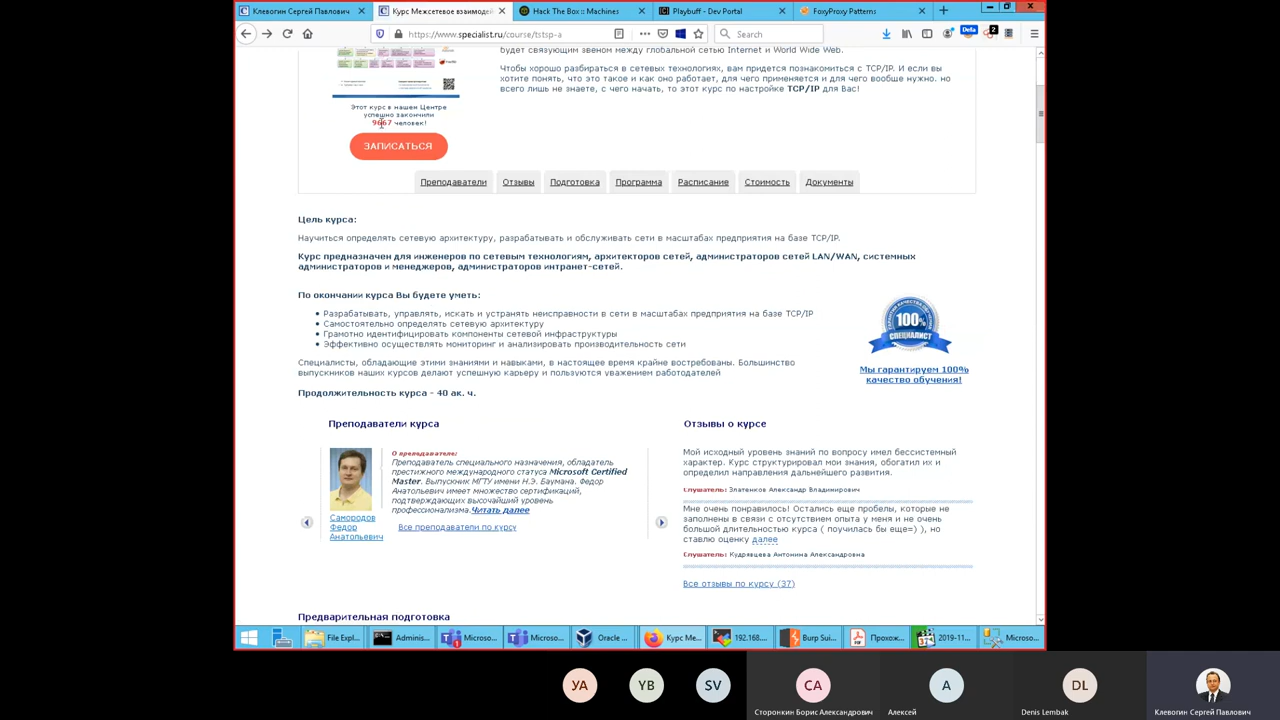 Клевогин Сергей Павлович
Курс Межсетевое взаимодей
Hack The Box :: Machines
Playbuff - Dev Portal
FoxyProxy Patterns
https://www.specialist.ru/course/tstsp-a
Search
Beta
2
будет связующим звеном между глобальной сетью Internet и World Wide Web.
Чтобы хорошо разбираться в сетевых технологиях, вам придется познакомиться с TCP/IP. И если вы
хотите понять, что это такое и как оно работает, для чего применяется и для чего вообще нужно. но
всего лишь не знаете, с чего начать, то этот курс по настройке TCP/IP для Вас!
Этот курс в нашем Центре
успешно закончили
9667 человек!
ЗАПИСАТЬСЯ
Преподаватели
Отзывы
Подготовка
Программа
Расписание
Стоимость
Документы
Цель курса:
Научиться определять сетевую архитектуру, разрабатывать и обслуживать сети в масштабах предприятия на базе TCP/IP.
Курс предназначен для инженеров по сетевым технологиям, архитекторов сетей, администраторов сетей LAN/WAN, системных
администраторов и менеджеров, администраторов интранет-сетей.
По окончании курса Вы будете уметь:
Разрабатывать, управлять, искать и устранять неисправности в сети в масштабах предприятия на базе TCP/IP
Самостоятельно определять сетевую архитектуру
Грамотно идентифицировать компоненты сетевой инфраструктуры
Эффективно осуществлять мониторинг и анализировать производительность сети
Специалисты, обладающие этими знаниями и навыками, в настоящее время крайне востребованы. Большинство
выпускников наших курсов делают успешную карьеру и пользуются уважением работодателей
100%
СПЕЦИАЛИСТ
Мы гарантируем 100%
качество обучения!
Продолжительность курса - 40 ак. ч.
Преподаватели курса
О преподавателе:
Преподаватель специального назначения, обладатель
престижного международного статуса Microsoft Certified
Master. Выпускник МГТУ имени Н.Э. Баумана. Федор
Анатольевич имеет множество сертификаций,
подтверждающих высочайший уровень
профессионализма.Читать далее
Самородов
Федор
Анатольевич
Все преподаватели по курсу
Отзывы о курсе
Мой исходный уровень знаний по вопросу имел бессистемный
характер. Курс структурировал мои знания, обогатил их и
определил направления дальнейшего развития.
Слушатель: Златенков Александр Владимирович
Мне очень понравилось! Остались еще пробелы, которые не
заполнены в связи с отсутствием опыта у меня и не очень
большой длительностью курса ( поучилась бы еще=) ), но
ставлю оценку далее
Слушатель: Кудрявцева Антонина Александровна
Все отзывы по курсу (37)
Предварительная подготовка
File Expl...
Adminis...
Microso...
Microso...
Oracle ...
Курс Ме...
192.168....
Burp Sui...
Прохож...
2019-11...
Microso...
YA
YB
SV
CA
A
DL
Сторонкин Борис Александрович
Алексей
Denis Lembak
Клевогин Сергей Павлович